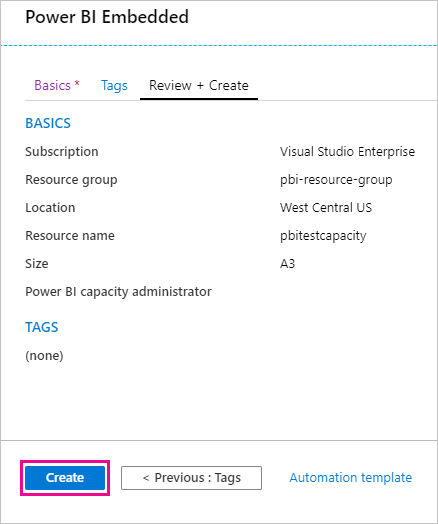 Power BI Embedded
Basics * Tags Review + Create
BASICS
Subscription Visual Studio Enterprise
Resource group pbi-resource-group
Location West Central US
Resource name pbitestcapacity
Size A3
Power BI capacity administrator
TAGS
(none)
Create < Previous : Tags Automation template